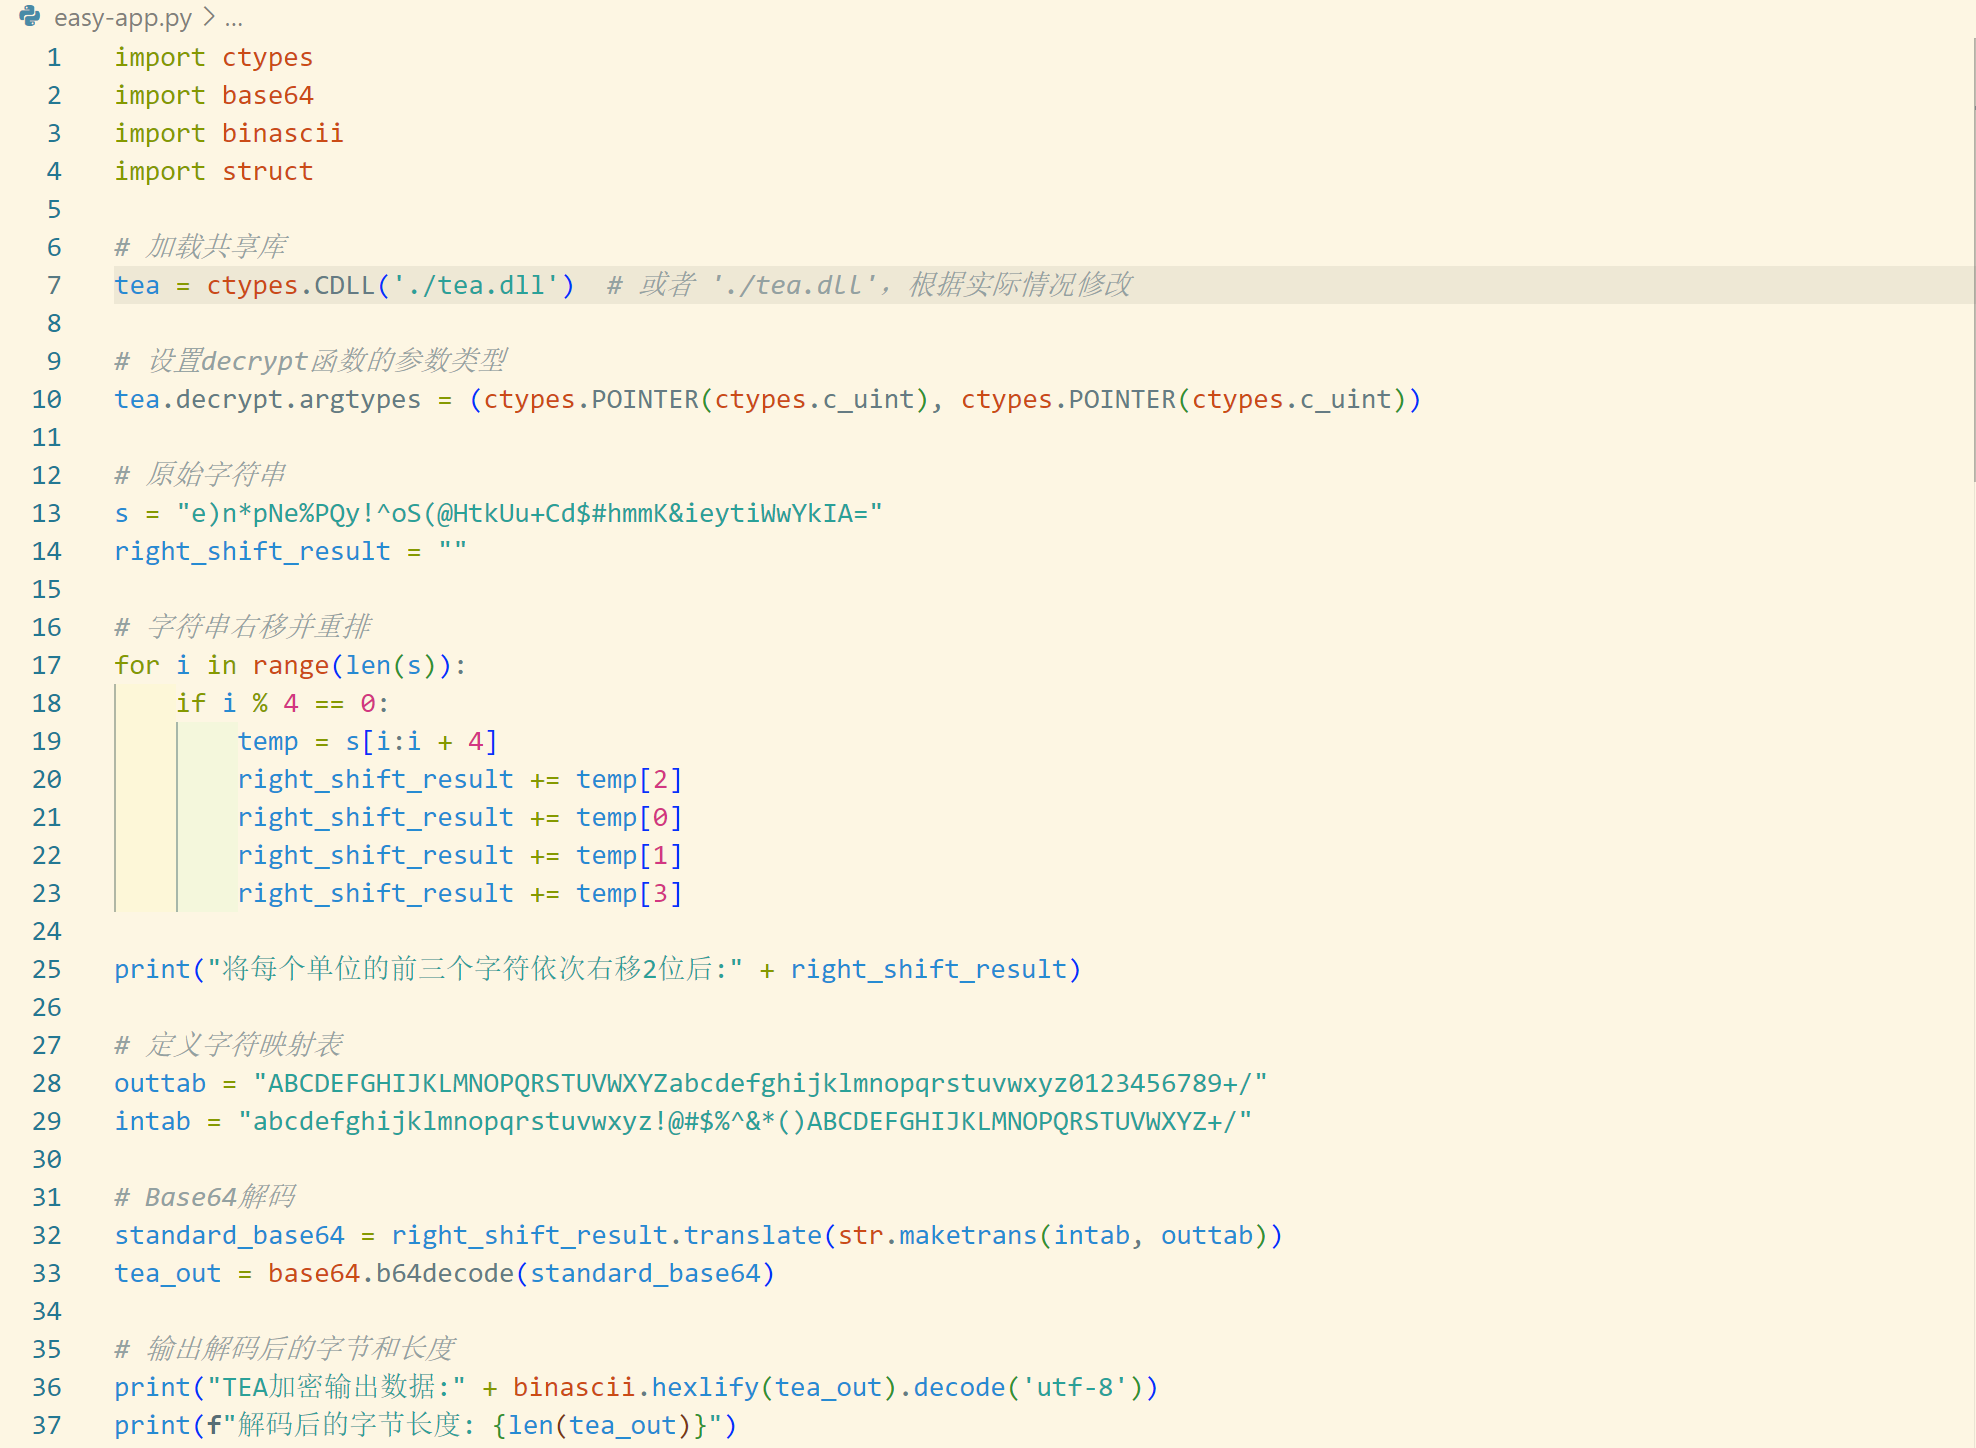 easy-app.py > ...
1 import ctypes
2 import base64
3 import binascii
4 import struct
5
6 # 加载共享库
7 tea = ctypes.CDLL('./tea.dll')  # 或者 './tea.dll'，根据实际情况修改
8
9 # 设置decrypt函数的参数类型
10 tea.decrypt.argtypes = (ctypes.POINTER(ctypes.c_uint), ctypes.POINTER(ctypes.c_uint))
11
12 # 原始字符串
13 s = "e)n*pNe%PQy!^oS(@HtkUu+Cd$#hmmK&ieytiWwYkIA="
14 right_shift_result = ""
15
16 # 字符串右移并重排
17 for i in range(len(s)):
18     if i % 4 == 0:
19         temp = s[i:i + 4]
20         right_shift_result += temp[2]
21         right_shift_result += temp[0]
22         right_shift_result += temp[1]
23         right_shift_result += temp[3]
24
25 print("将每个单位的前三个字符依次右移2位后:" + right_shift_result)
26
27 # 定义字符映射表
28 outtab = "ABCDEFGHIJKLMNOPQRSTUVWXYZabcdefghijklmnopqrstuvwxyz0123456789+/"
29 intab = "abcdefghijklmnopqrstuvwxyz!@#$%^&*()ABCDEFGHIJKLMNOPQRSTUVWXYZ+/"
30
31 # Base64解码
32 standard_base64 = right_shift_result.translate(str.maketrans(intab, outtab))
33 tea_out = base64.b64decode(standard_base64)
34
35 # 输出解码后的字节和长度
36 print("TEA加密输出数据:" + binascii.hexlify(tea_out).decode('utf-8'))
37 print(f"解码后的字节长度: {len(tea_out)}")